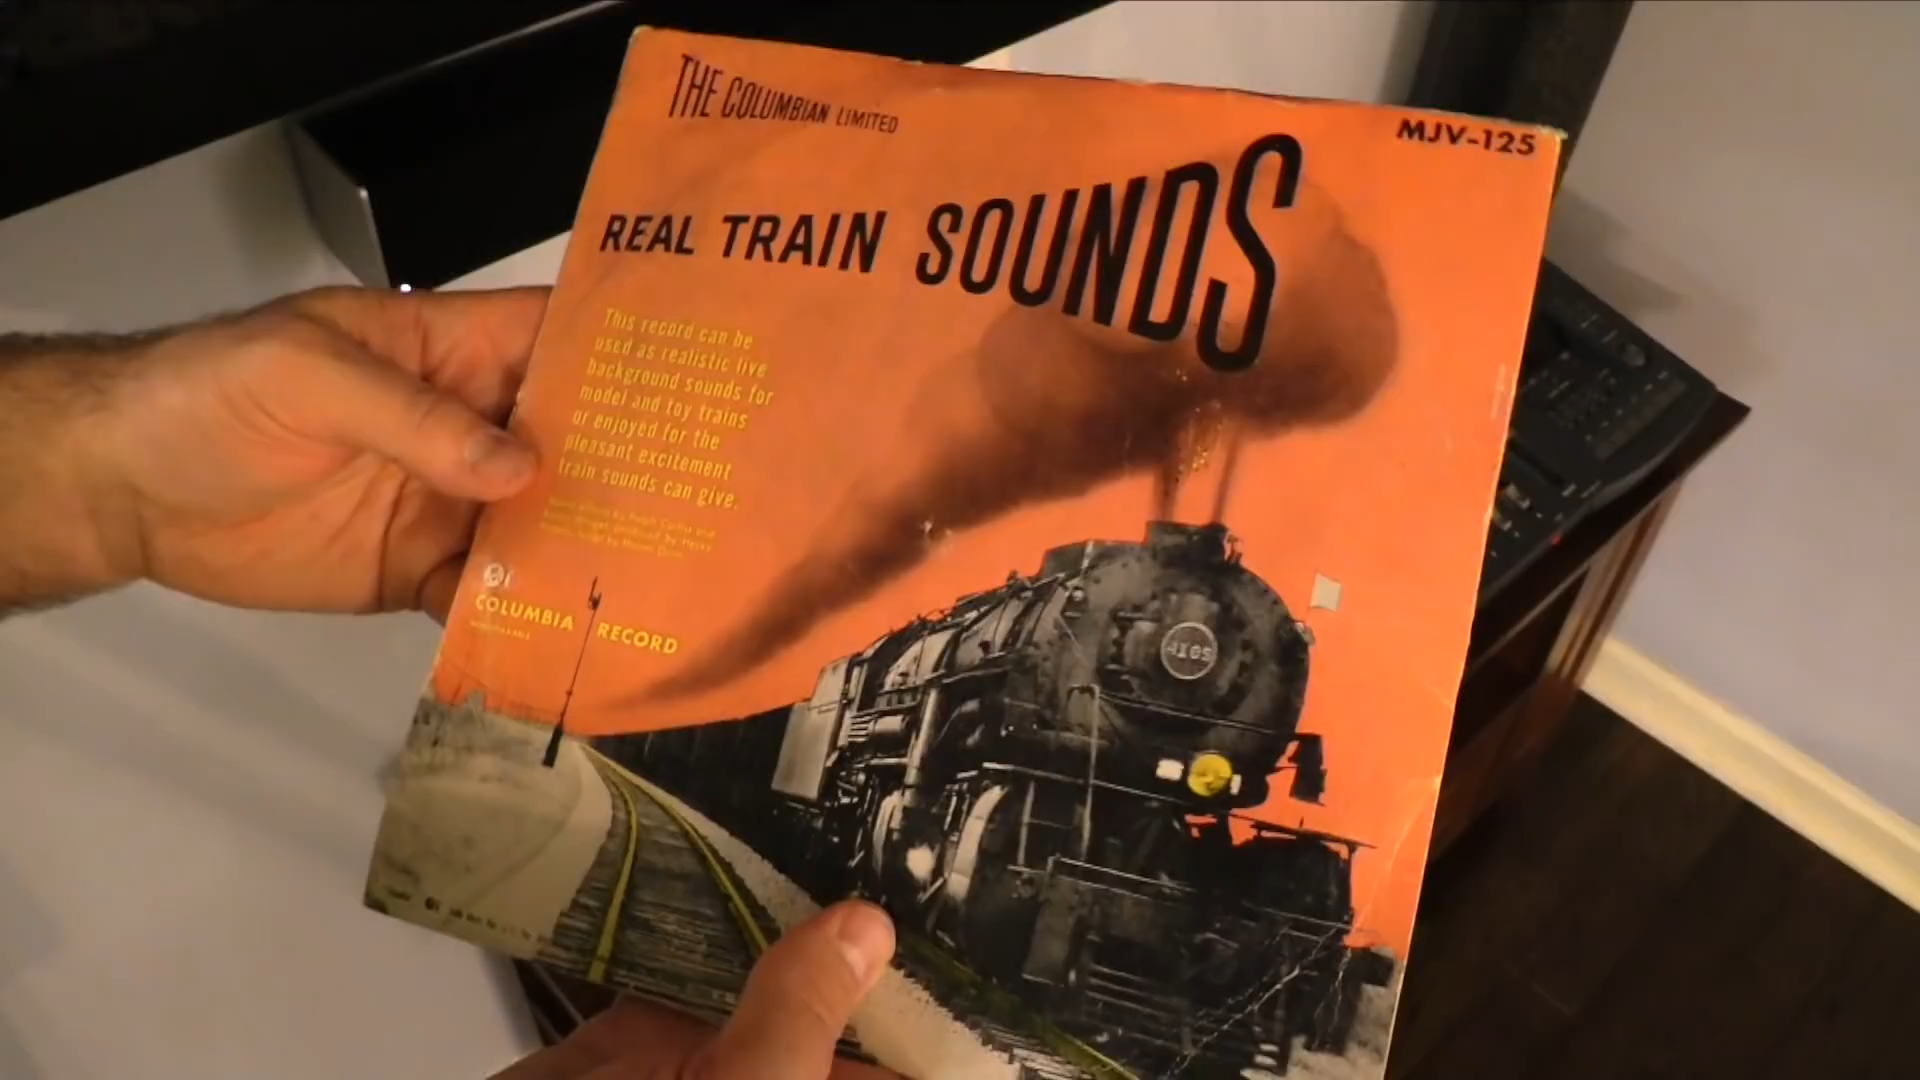 THE COLUMBIAN LIMITED
MJV-125
REAL TRAIN SOUNDS
This record can be
used as realistic live
background sounds for
model and toy trains
or enjoyed for the
pleasant excitement
train sounds can give.
COLUMBIA RECORD
4105